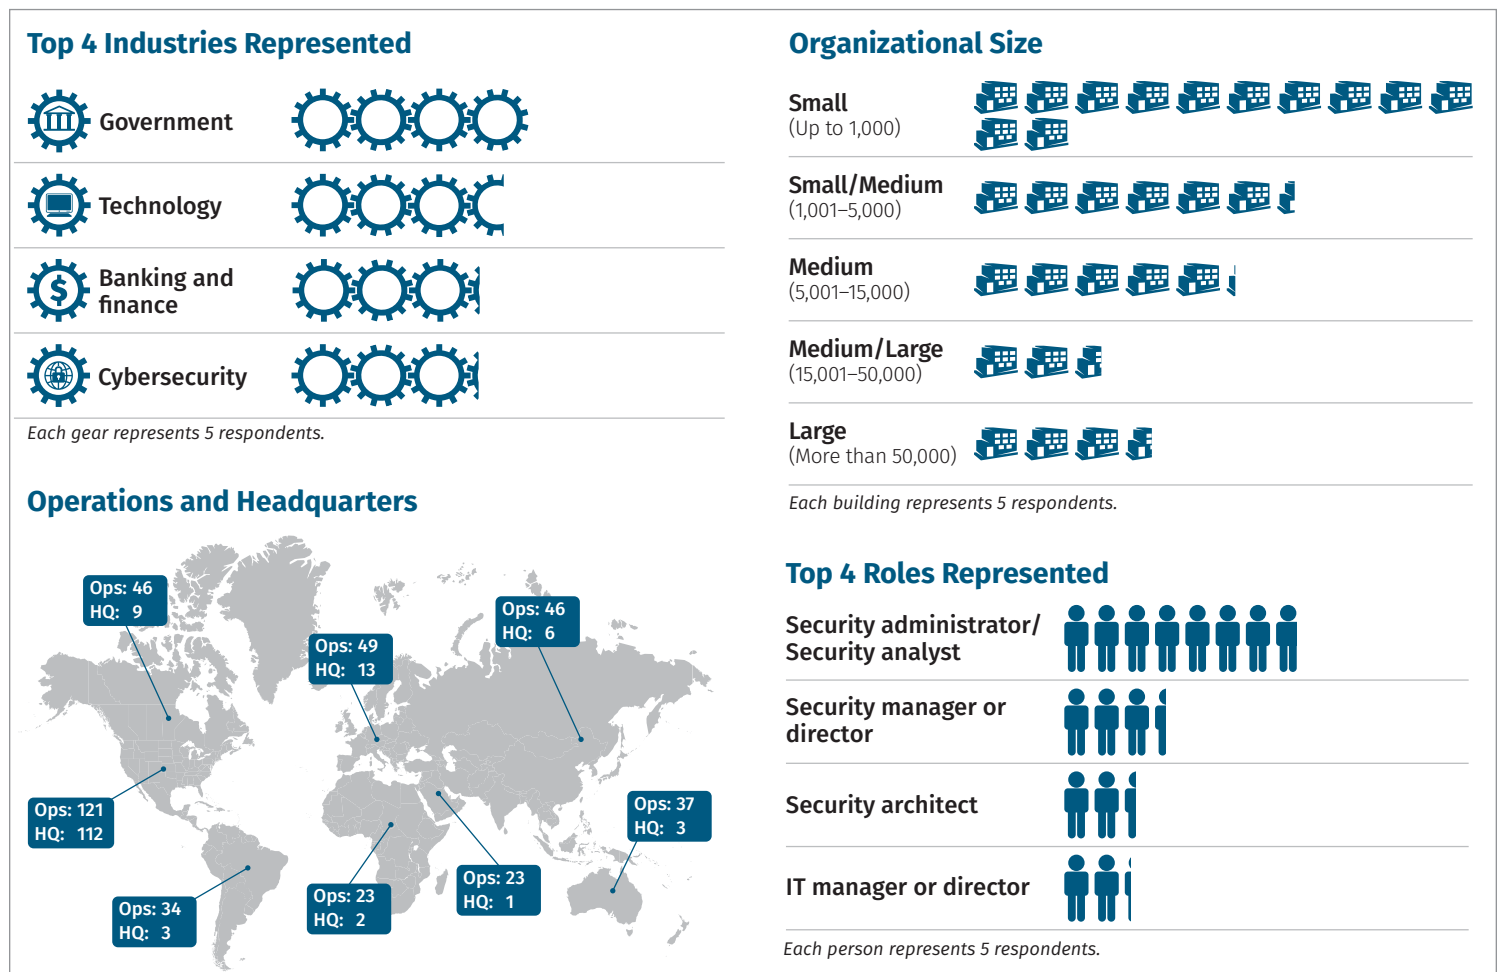 Top 4 Industries Represented
Government
Technology
$
Banking and
finance
Cybersecurity
Each gear represents 5 respondents.
Operations and Headquarters
Ops: 46
HQ: 9
Ops: 49
HQ: 13
Ops: 46
HQ: 6
Ops: 121
HQ: 112
Ops: 37
HQ: 3
Ops: 34
HQ: 3
Ops: 23
HQ: 2
Ops: 23
HQ: 1
Organizational Size
Small
(Up to 1,000)
Small/Medium
(1,001–5,000)
Medium
(5,001–15,000)
Medium/Large
(15,001–50,000)
Large
(More than 50,000)
Each building represents 5 respondents.
Top 4 Roles Represented
Security administrator/
Security analyst
Security manager or
director
Security architect
IT manager or director
Each person represents 5 respondents.